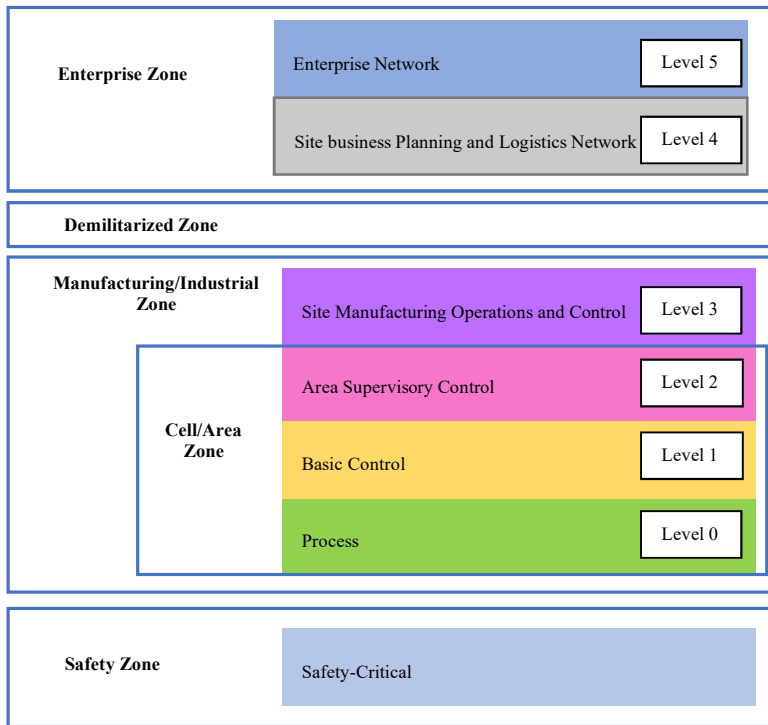 Enterprise Zone
Enterprise Network
Level 5
Site business Planning and Logistics Network
Level 4
Demilitarized Zone
Manufacturing/Industrial
Zone
Site Manufacturing Operations and Control
Level 3
Cell/Area
Zone
Area Supervisory Control
Level 2
Basic Control
Level 1
Process
Level 0
Safety Zone
Safety-Critical